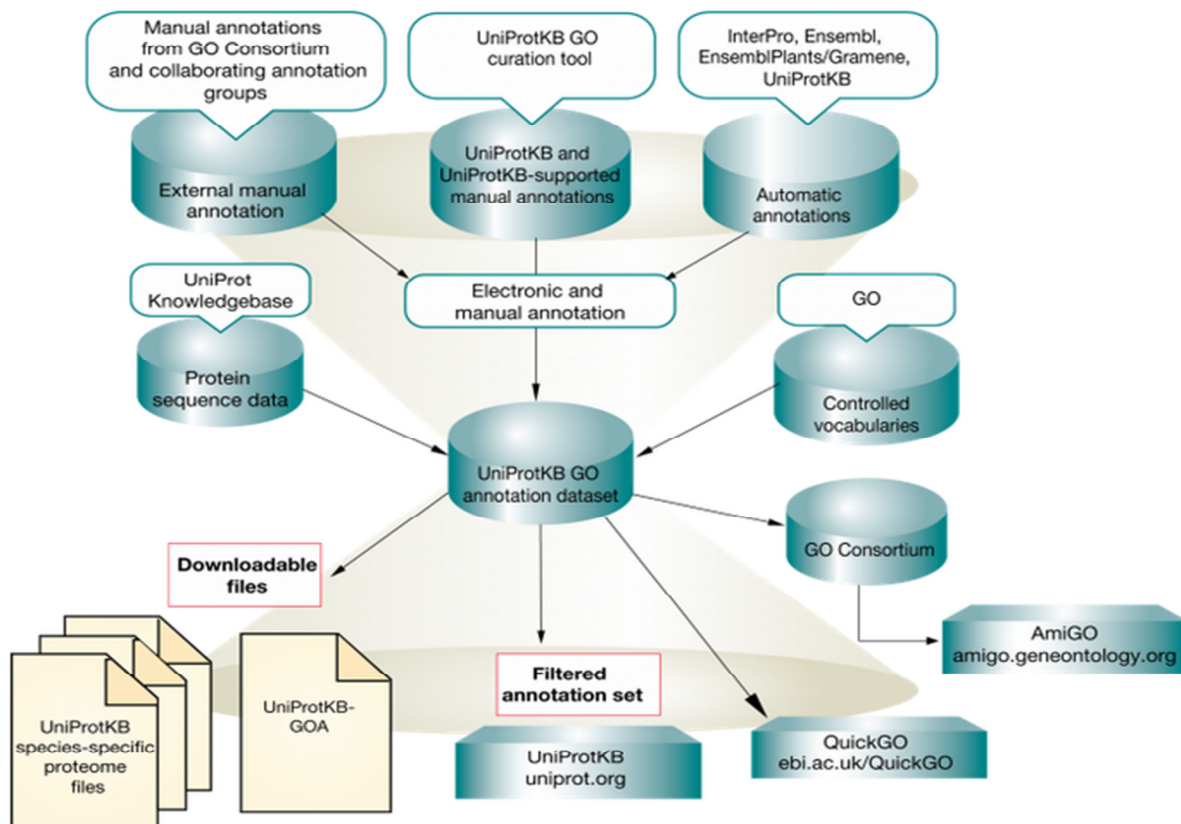 Manual annotations
from GO Consortium
and collaborating annotation
groups
UniProtKB GO
curation tool
InterPro, Ensembl,
EnsemblPlants/Gramene,
UniProtKB
External manual
annotation
UniProtKB and
UniProtKB-supported
manual annotations
Automatic
annotations
UniProt
Knowledgebase
Electronic and
manual annotation
GO
Protein
sequence data
Controlled
vocabularies
UniProtKB GO
annotation dataset
GO Consortium
Downloadable
files
AmiGO
amigo.geneontology.org
Filtered
annotation set
UniProtKB
species-specific
proteome
files
UniProtKB-
GOA
UniProtKB
uniprot.org
QuickGO
ebi.ac.uk/QuickGO